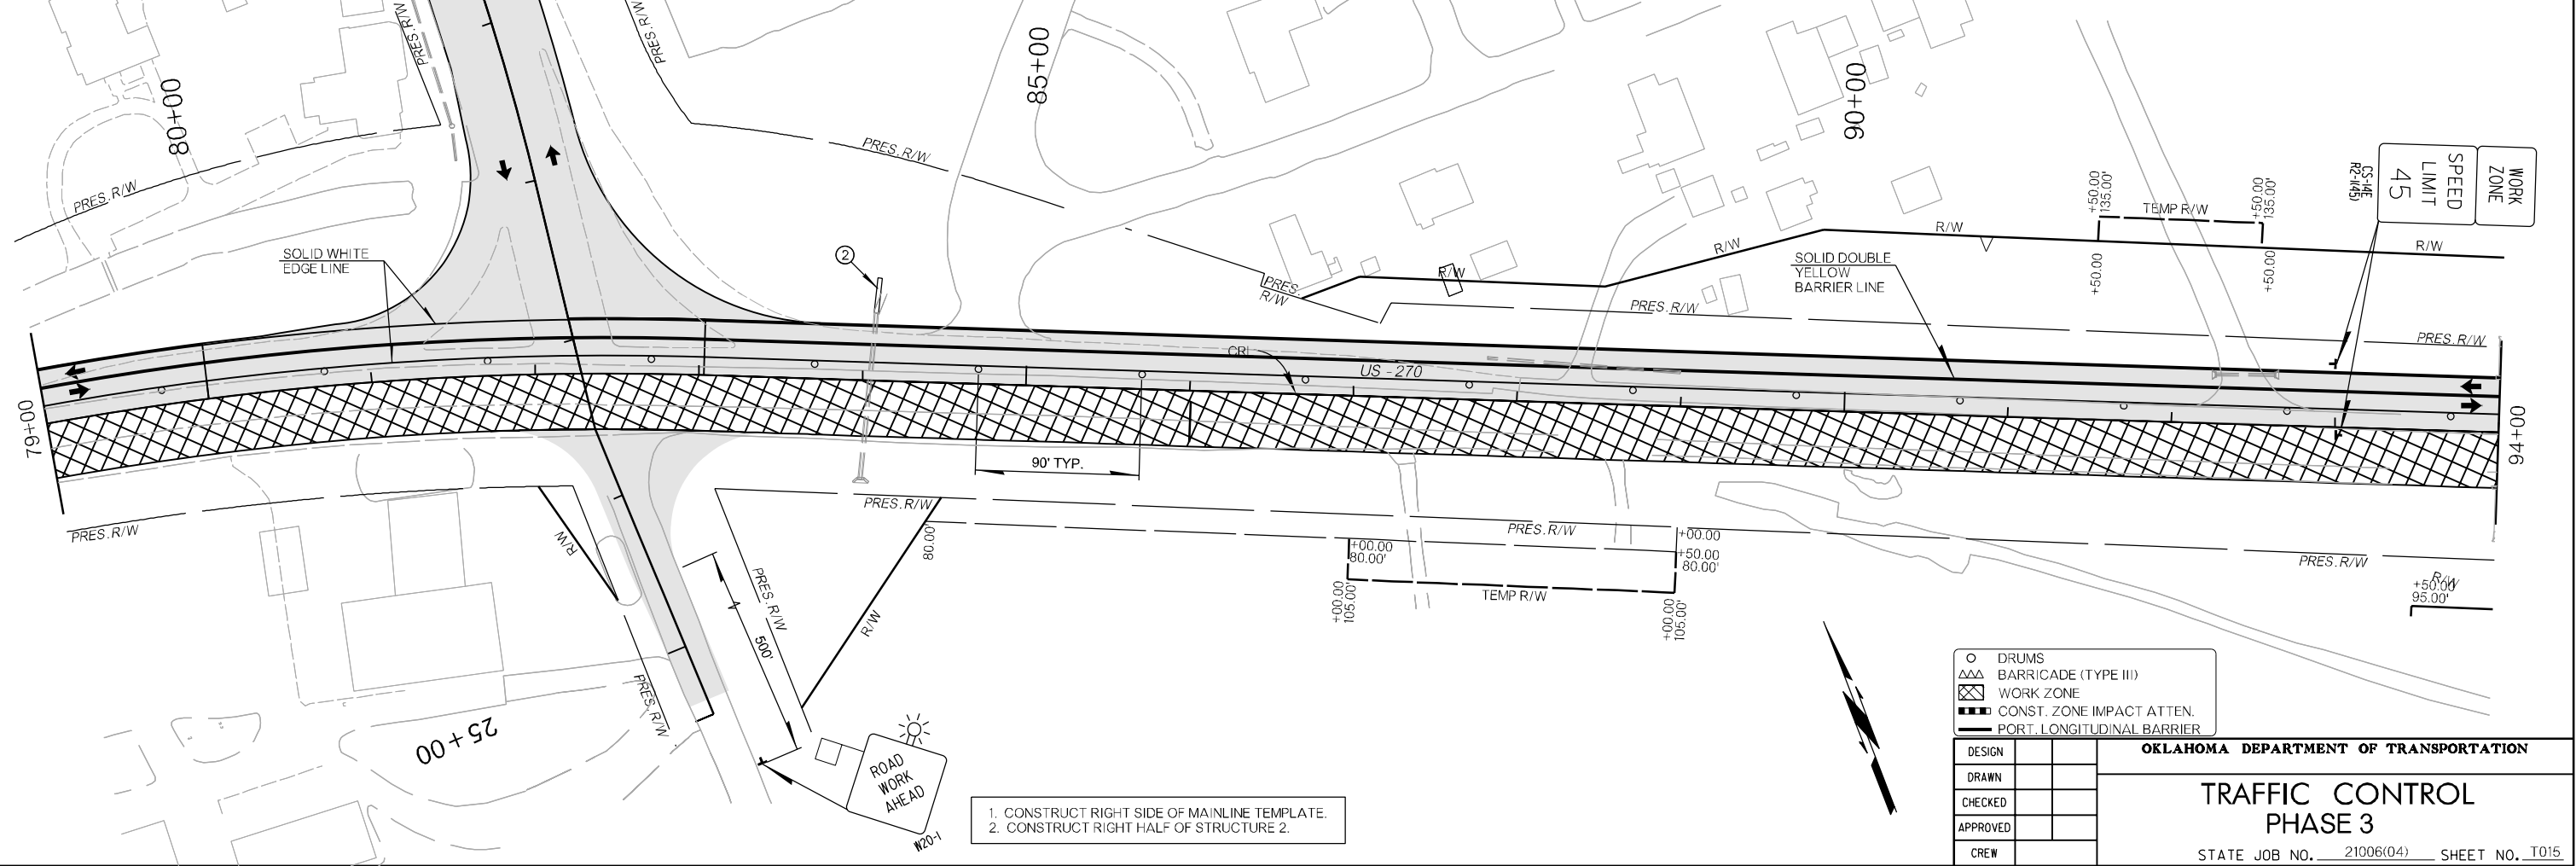 PRES. R/W
PRES. R/W
80+00
85+00
90+00
PRES. R/W
PRES. R/W
SOLID WHITE
EDGE LINE
2
PRES.
R/W
R/W
R/W
R/W
R/W
PRES. R/W
PRES. R/W
SOLID DOUBLE
YELLOW
BARRIER LINE
+50.00
135.00'
TEMP R/W
+50.00
135.00'
+50.00
+50.00
WORK
ZONE
SPEED
LIMIT
45
CS-14E
R2-1(45)
79+00
CRL
US - 270
94+00
90' TYP.
PRES. R/W
R/W
PRES. R/W
PRES. R/W
PRES. R/W
80.00'
R/W
PRES. R/W
500'
PRES. R/W
+00.00
80.00'
+00.00
+50.00
80.00'
+00.00
105.00'
TEMP R/W
+00.00
105.00'
R/W
+50.00
95.00'
25+00
ROAD
WORK
AHEAD
W20-1
1. CONSTRUCT RIGHT SIDE OF MAINLINE TEMPLATE.
2. CONSTRUCT RIGHT HALF OF STRUCTURE 2.
DRUMS
BARRICADE (TYPE III)
WORK ZONE
CONST. ZONE IMPACT ATTEN.
PORT. LONGITUDINAL BARRIER
DESIGN
DRAWN
CHECKED
APPROVED
CREW
OKLAHOMA DEPARTMENT OF TRANSPORTATION
TRAFFIC CONTROL
PHASE 3
STATE JOB NO. 21006(04) SHEET NO. T015